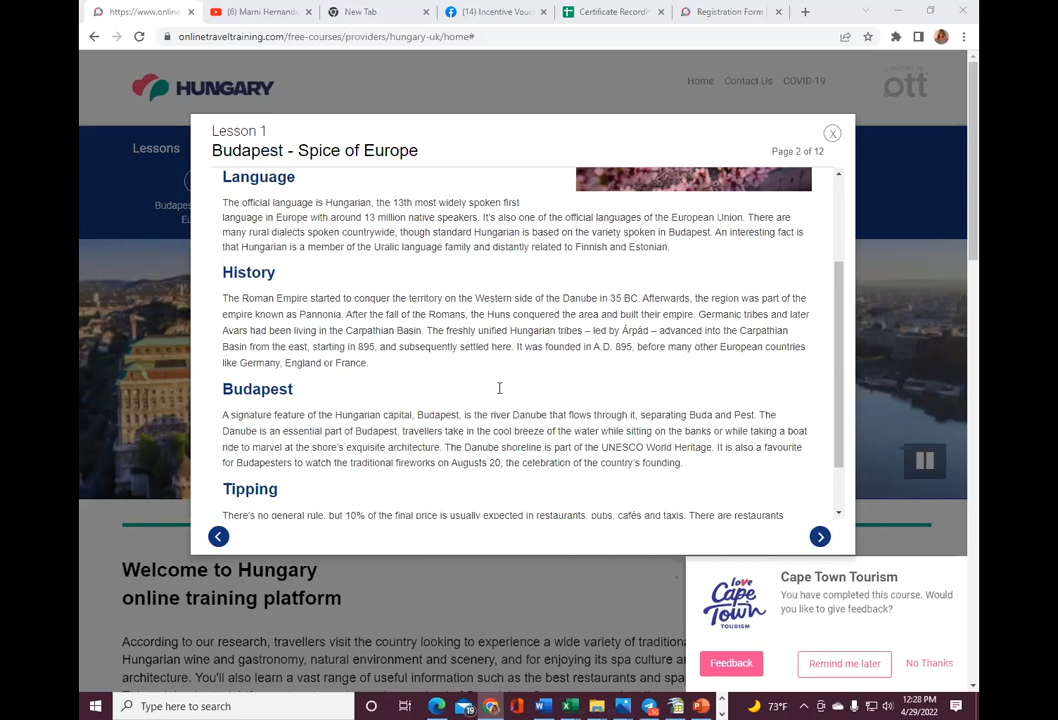 https://www.online
(6) Mami Hernand
New Tab
(14) Incentive Vou
Certificate Record
Registration Form
onlinetraveltraining.com/free-courses/providers/hungary-uk/home#
HUNGARY
Home Contact Us COVID-19
powered by
ott
Lessons
Lesson 1
Budapest - Spice of Europe
X
Page 2 of 12
Language
The official language is Hungarian, the 13th most widely spoken first
language in Europe with around 13 million native speakers. It's also one of the official languages of the European Union. There are
many rural dialects spoken countrywide, though standard Hungarian is based on the variety spoken in Budapest. An interesting fact is
that Hungarian is a member of the Uralic language family and distantly related to Finnish and Estonian.
History
The Roman Empire started to conquer the territory on the Western side of the Danube in 35 BC. Afterwards, the region was part of the
empire known as Pannonia. After the fall of the Romans, the Huns conquered the area and built their empire. Germanic tribes and later
Avars had been living in the Carpathian Basin. The freshly unified Hungarian tribes – led by Árpád – advanced into the Carpathian
Basin from the east, starting in 895, and subsequently settled here. It was founded in A.D. 895, before many other European countries
like Germany, England or France.
Budapest
A signature feature of the Hungarian capital, Budapest, is the river Danube that flows through it, separating Buda and Pest. The
Danube is an essential part of Budapest, travellers take in the cool breeze of the water while sitting on the banks or while taking a boat
ride to marvel at the shore's exquisite architecture. The Danube shoreline is part of the UNESCO World Heritage. It is also a favourite
for Budapesters to watch the traditional fireworks on Augusts 20, the celebration of the country's founding.
Tipping
There's no general rule, but 10% of the final price is usually expected in restaurants, pubs, cafés and taxis. There are restaurants
Budapes
Eu
Welcome to Hungary
online training platform
According to our research, travellers visit the country looking to experience a wide variety of traditiona
Hungarian wine and gastronomy, natural environment and scenery, and for enjoying its spa culture a
architecture. You'll also learn a vast range of useful information such as the best restaurants and spa
love
Cape
Town
TOURISM
Cape Town Tourism
You have completed this course. Would
you like to give feedback?
Feedback
Remind me later
No Thanks
Type here to search
19
73°F
12:28 PM
4/29/2022